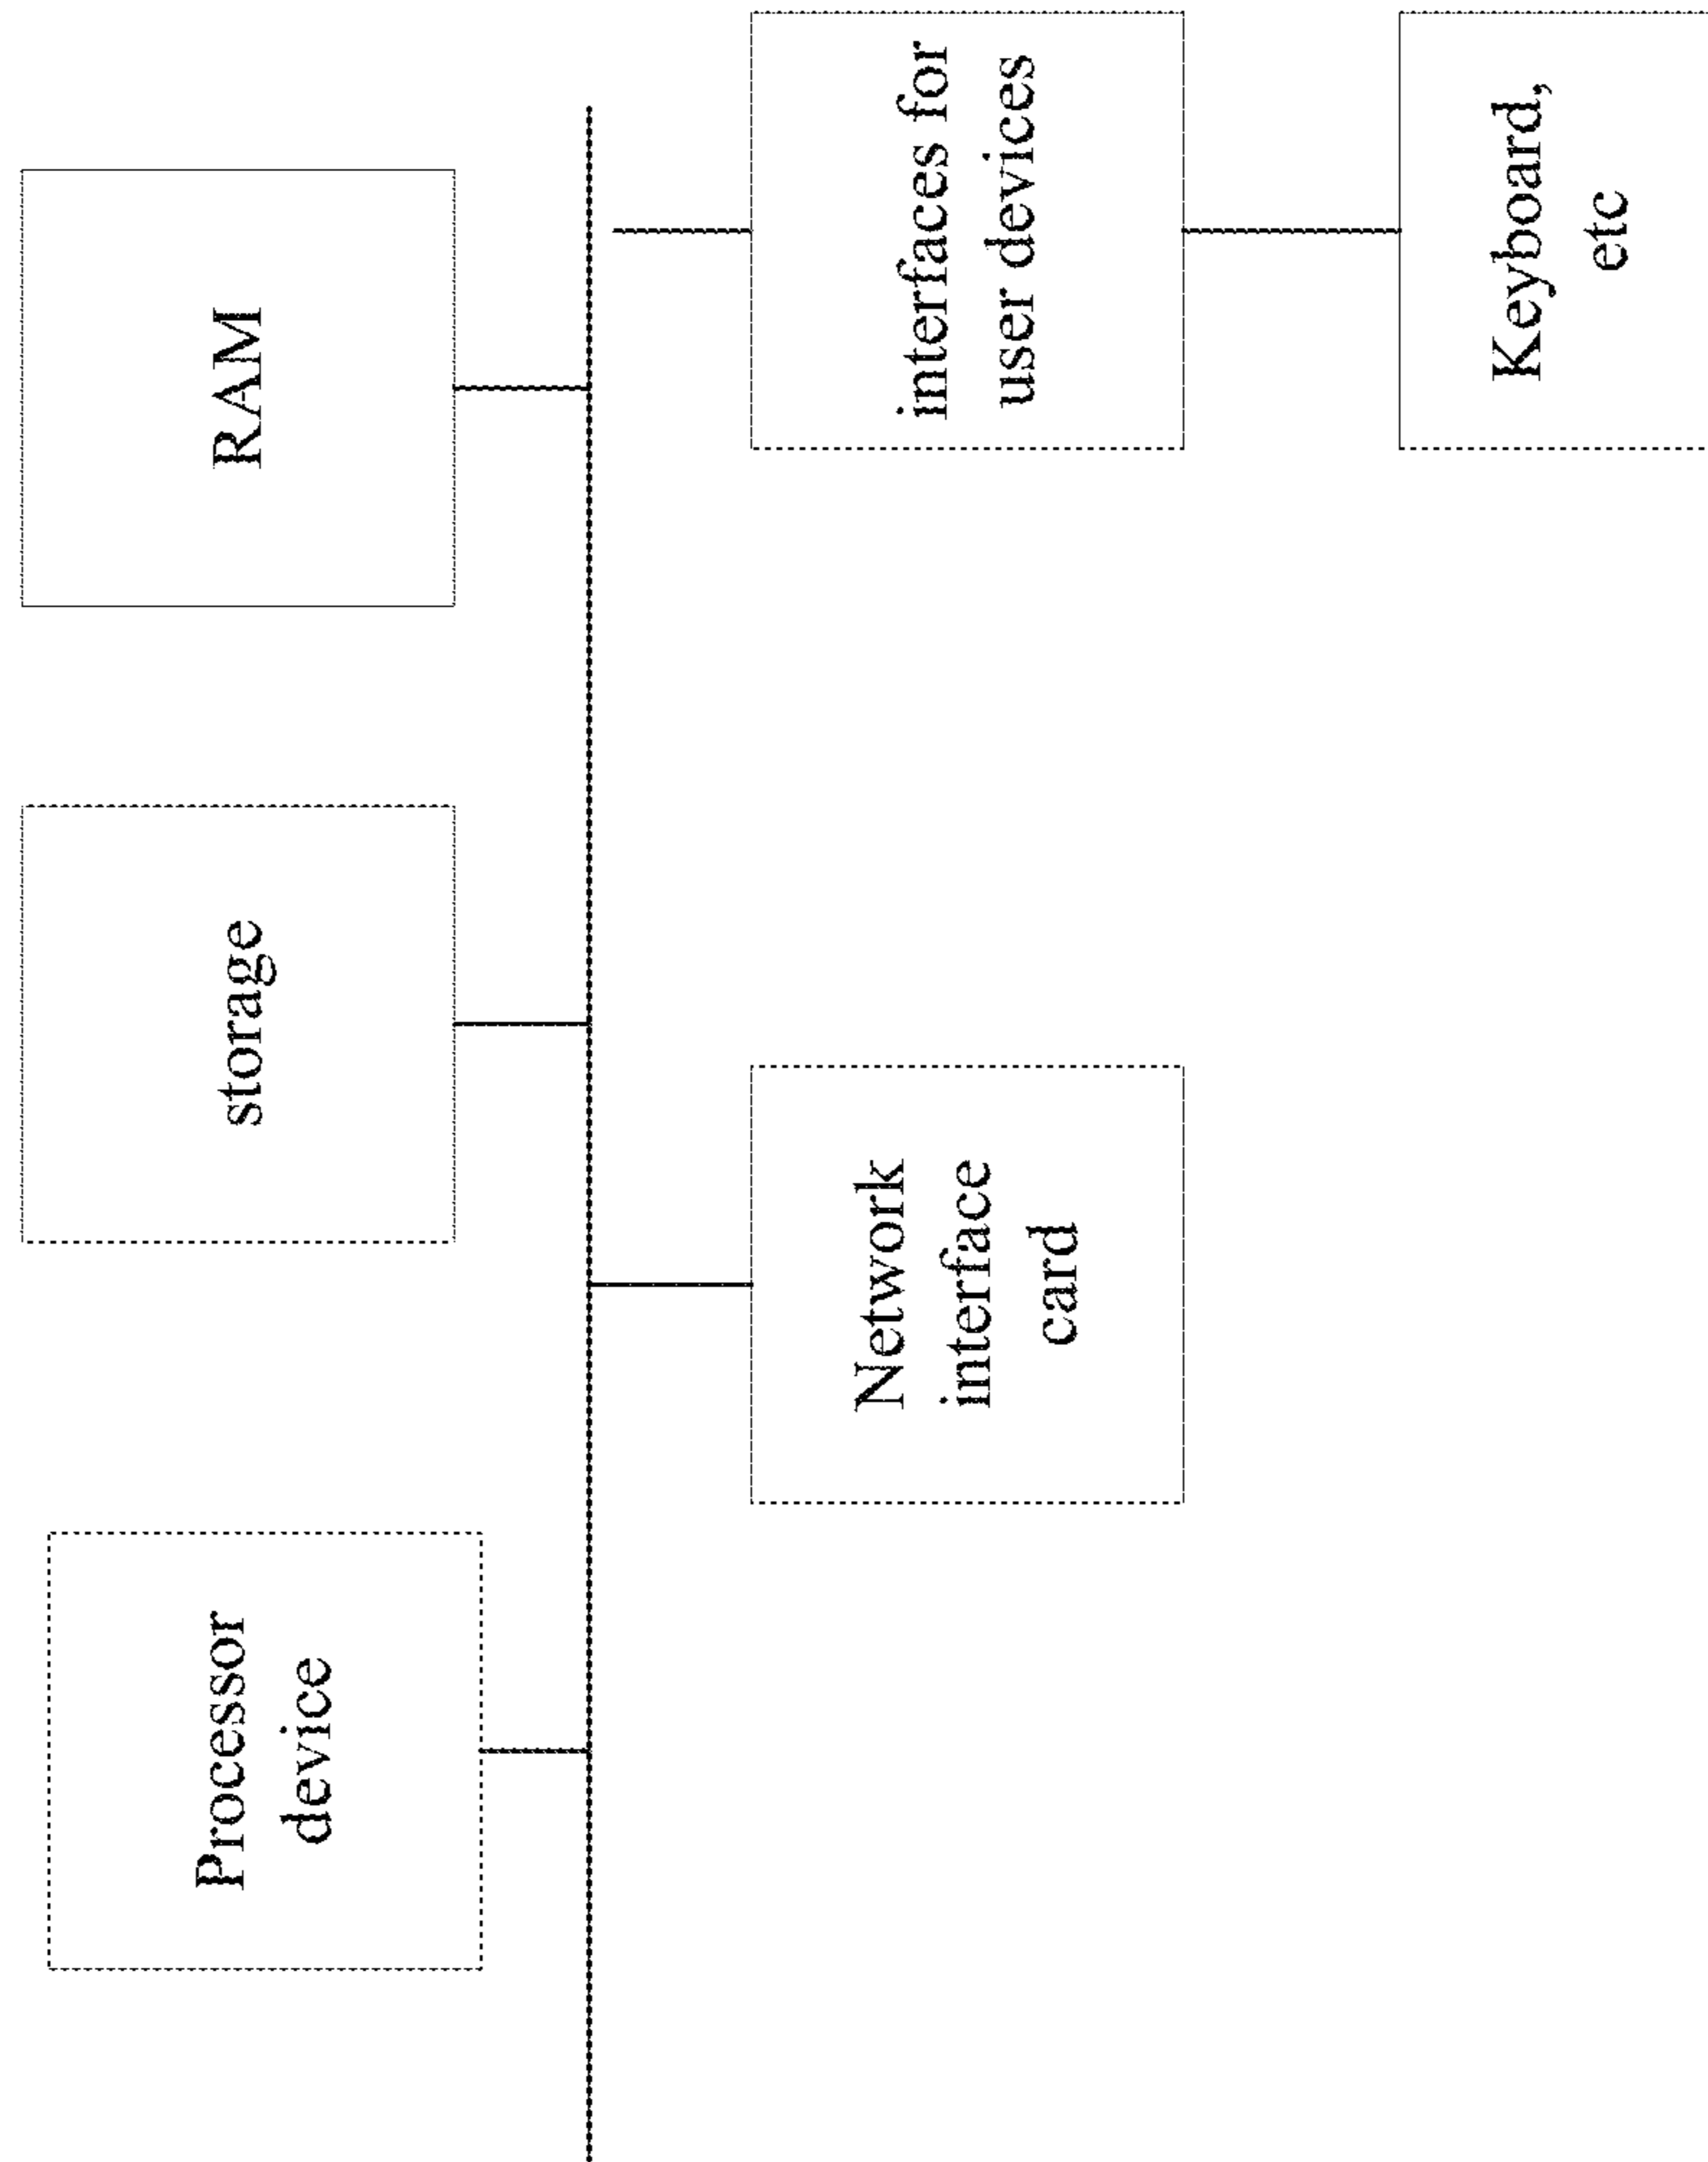 Processor
device
storage
RAM
Network
interface
card
interfaces for
user devices
Keyboard,
etc